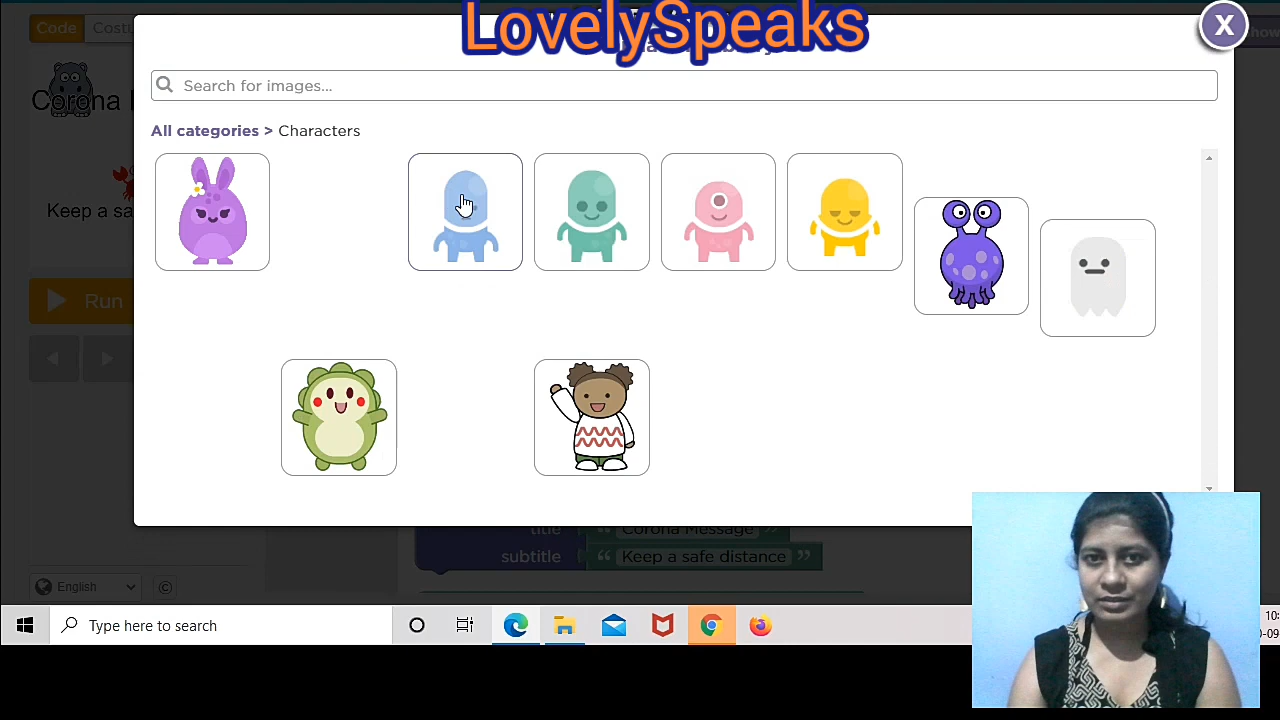 LovelySpeaks
X
Code
Search for images...
All categories > Characters
Corona
Keep a sa
Run
title “ Corona Message ”
subtitle “ Keep a safe distance ”
English
©
Type here to search
10: